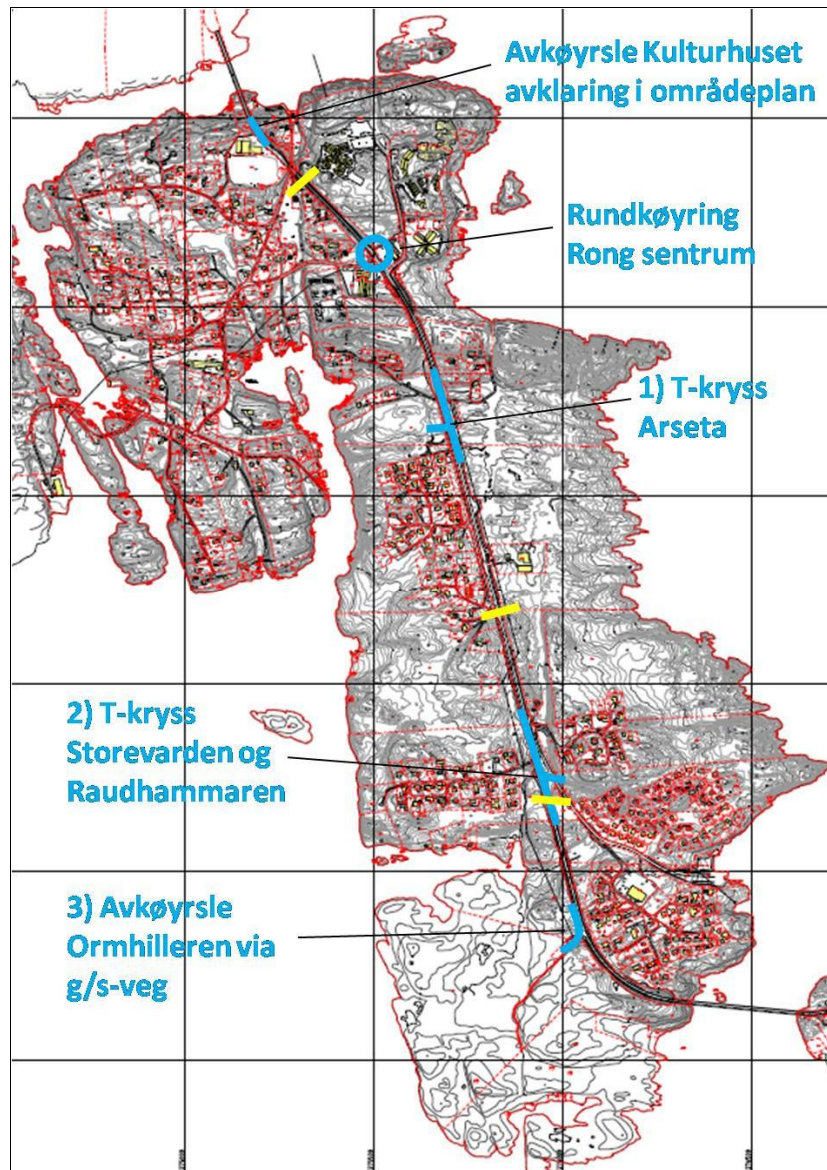 Avkøyrsle Kulturhuset
avklaring i områdeplan
Rundkøyring
Rong sentrum
1) T-kryss
Arseta
2) T-kryss
Storevarden og
Raudhammaren
3) Avkøyrsle
Ormhilleren via
g/s-veg